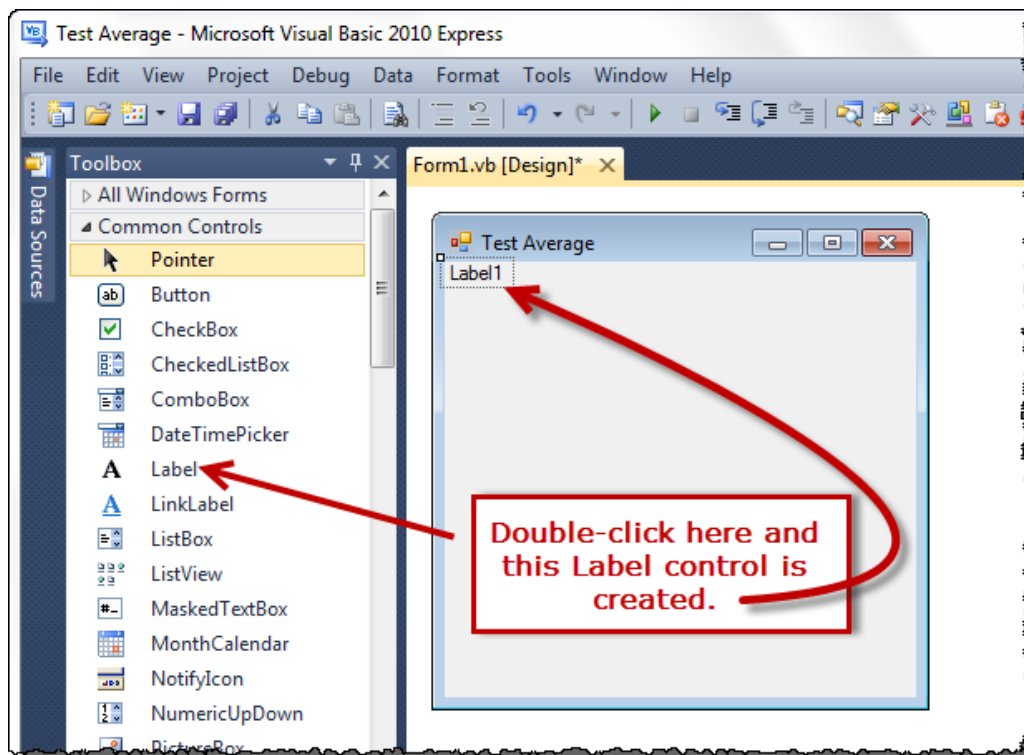 Test Average - Microsoft Visual Basic 2010 Express
File Edit View Project Debug Data Format Tools Window Help
Data Sources
Toolbox
Form1.vb [Design]*
All Windows Forms
Common Controls
Pointer
Button
CheckBox
CheckedListBox
ComboBox
DateTimePicker
Label
LinkLabel
ListBox
ListView
MaskedTextBox
MonthCalendar
NotifyIcon
NumericUpDown
PictureBox
Test Average
Label1
Double-click here and
this Label control is
created.